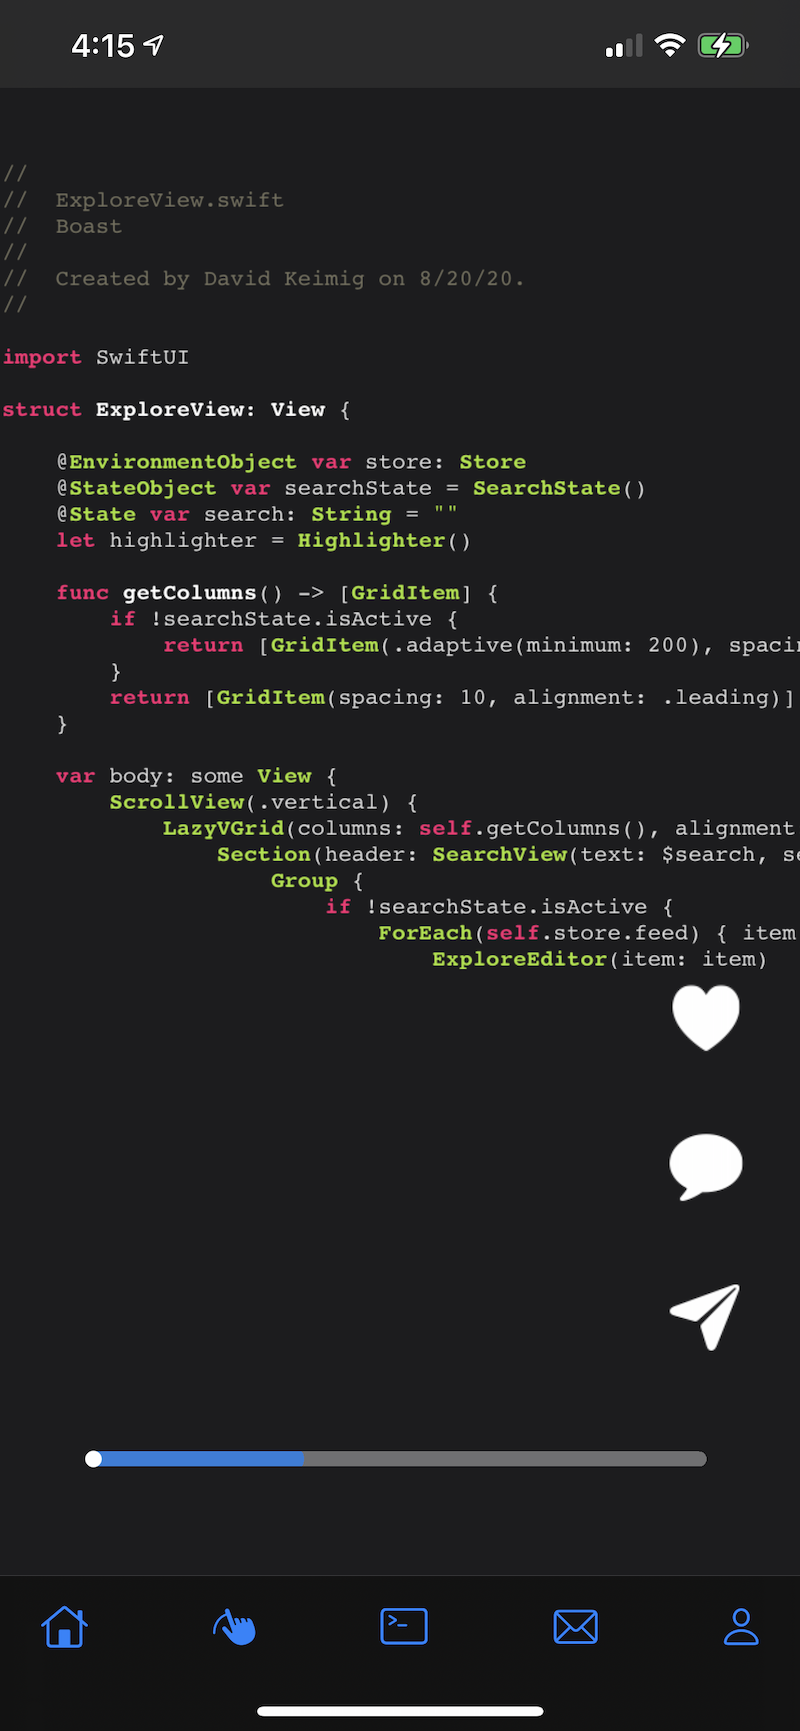 4:15
//
// ExploreView.swift
// Boast
//
// Created by David Keimig on 8/20/20.
//
import SwiftUI
struct ExploreView: View {
@EnvironmentObject var store: Store
@StateObject var searchState = SearchState()
@State var search: String = ""
let highlighter = Highlighter()
func getColumns() -> [GridItem] {
if !searchState.isActive {
return [GridItem(.adaptive(minimum: 200), spacin
}
return [GridItem(spacing: 10, alignment: .leading)]
}
var body: some View {
ScrollView(.vertical) {
LazyVGrid(columns: self.getColumns(), alignment
Section(header: SearchView(text: $search, se
Group {
if !searchState.isActive {
ForEach(self.store.feed) { item
ExploreEditor(item: item)